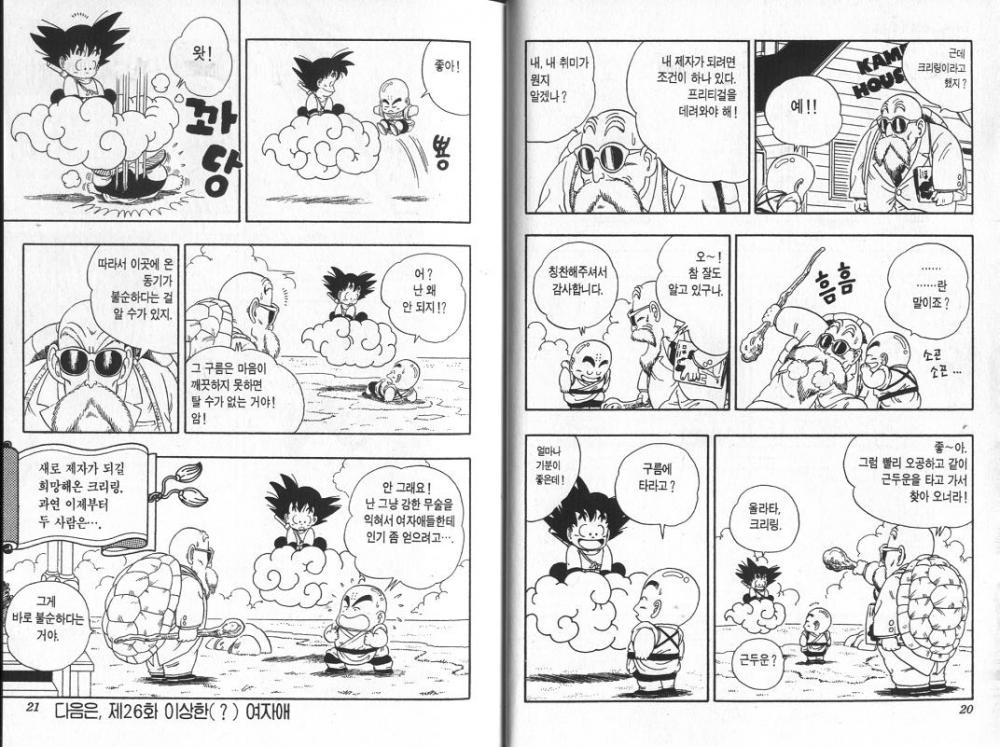 근데
크리링이라고
했지?
KAM
HOUS
예!!
내 제자가 되려면
조건이 하나 있다.
프리티걸을
데려와야 해!
내, 내 취미가
뭔지
알겠나?
……
……란
말이죠?
흠흠
소곤
소곤…
오~!
참 잘도
알고 있구나.
칭찬해주셔서
감사합니다.
좋~아.
그럼 빨리 오공하고 같이
근두운을 타고 가서
찾아 오너라!
올라타,
크리링.
근두운?
구름에
타라고?
얼마나
기분이
좋은데!
20
좋아!
뿅
왓!
꽈당
어?
난 왜
안 되지!?
그 구름은 마음이
깨끗하지 못하면
탈 수가 없는 거야!
암!
따라서 이곳에 온
동기가
불순하다는 걸
알 수가 있지.
안 그래요!
난 그냥 강한 무술을
익혀서 여자애들한테
인기 좀 얻으려고….
그게
바로 불순하다는
거야.
새로 제자가 되길
희망해온 크리링.
과연 이제부터
두 사람은….
21
다음은, 제26화 이상한(?) 여자애